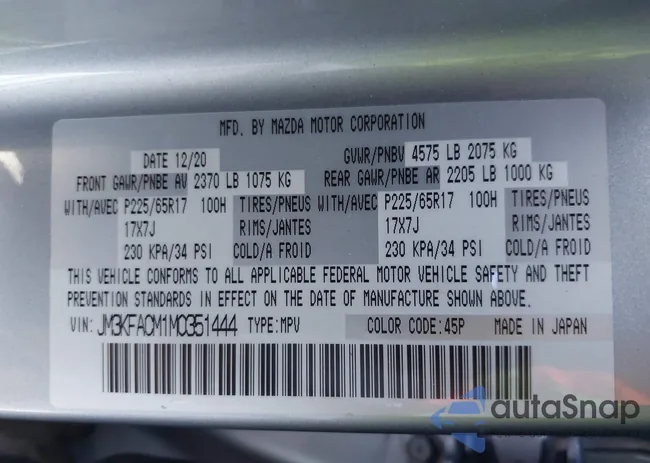 MFD. BY MAZDA MOTOR CORPORATION
DATE 12/20 GVWR/PNBV 4575 LB 2075 KG
FRONT GAWR/PNBE AV 2370 LB 1075 KG REAR GAWR/PNBE AR 2205 LB 1000 KG
WITH/AVEC P225/65R17 100H TIRES/PNEUS WITH/AVEC P225/65R17 100H TIRES/PNEUS
17X7J RIMS/JANTES 17X7J RIMS/JANTES
230 KPA/34 PSI COLD/A FROID 230 KPA/34 PSI COLD/A FROID
THIS VEHICLE CONFORMS TO ALL APPLICABLE FEDERAL MOTOR VEHICLE SAFETY AND THEFT
PREVENTION STANDARDS IN EFFECT ON THE DATE OF MANUFACTURE SHOWN ABOVE.
VIN: JM3KFACM1M0351444 TYPE:MPV COLOR CODE:45P MADE IN JAPAN
autoSnap
POWERED BY